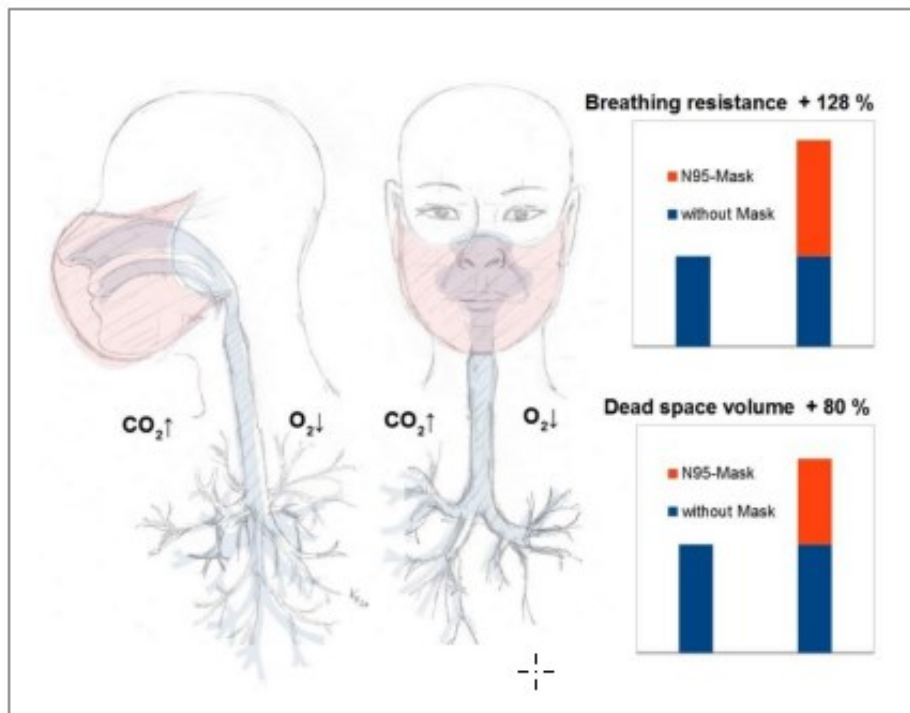 Breathing resistance + 128 %
N95-Mask
without Mask
CO₂↑
O₂↓
CO₂↑
O₂↓
Dead space volume + 80 %
N95-Mask
without Mask